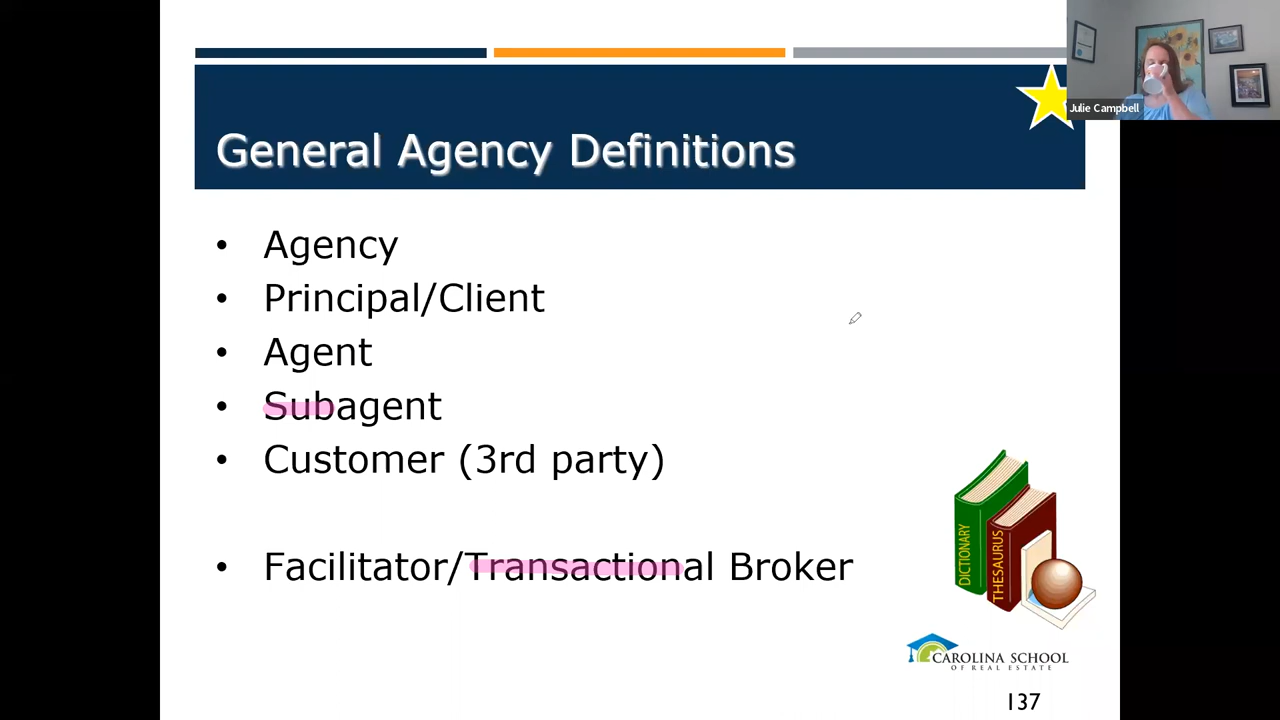 Julie Campbell
General Agency Definitions
• Agency
• Principal/Client
• Agent
• Subagent
• Customer (3rd party)
• Facilitator/Transactional Broker
DICTIONARY
THESAURUS
CAROLINA SCHOOL
OF REAL ESTATE
137